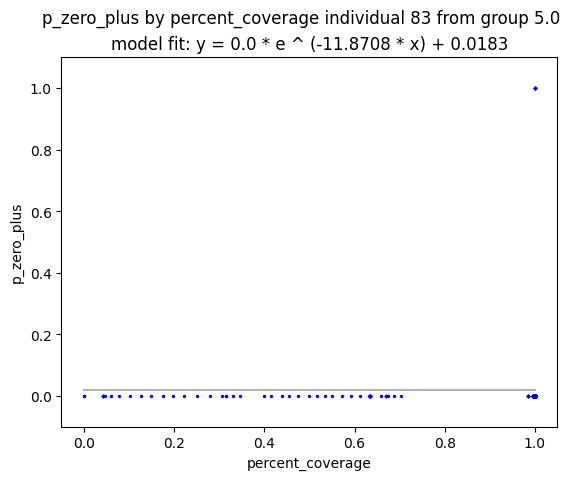 p_zero_plus by percent_coverage individual 83 from group 5.0
model fit: y = 0.0 * e ^ (-11.8708 * x) + 0.0183
1.0
0.8
0.6
0.4
0.2
0.0
p_zero_plus
0.0 0.2 0.4 0.6 0.8 1.0
percent_coverage